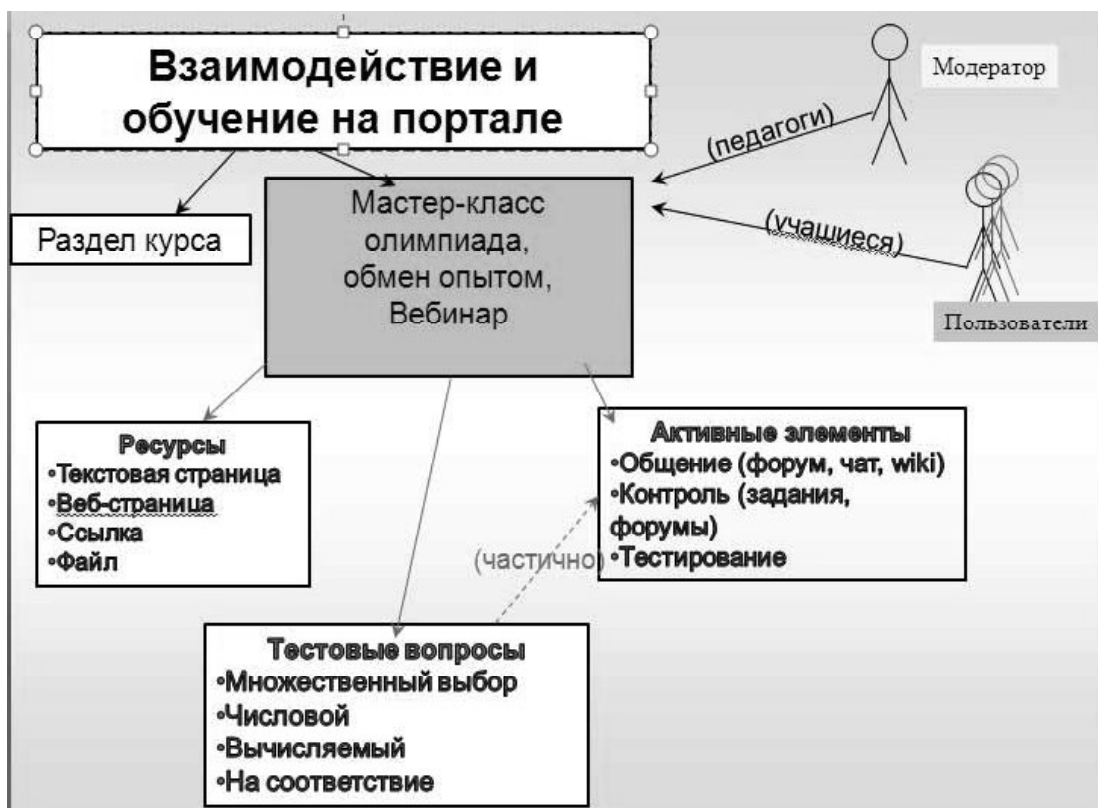 Взаимодействие и
обучение на портале
Модератор
(педагоги)
(учашиеся)
Пользователи
Раздел курса
Мастер-класс
олимпиада,
обмен опытом,
Вебинар
Ресурсы
•Текстовая страница
•Веб-страница
•Ссылка
•Файл
Активные элементы
•Общение (форум, чат, wiki)
•Контроль (задания,
форумы)
•Тестирование
(частично)
Тестовые вопросы
•Множественный выбор
•Числовой
•Вычисляемый
•На соответствие